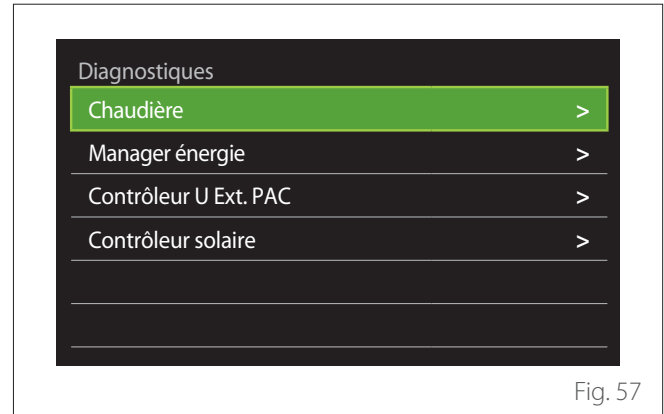 Diagnostiques
Chaudière >
Manager énergie >
Contrôleur U Ext. PAC >
Contrôleur solaire >
Fig. 57